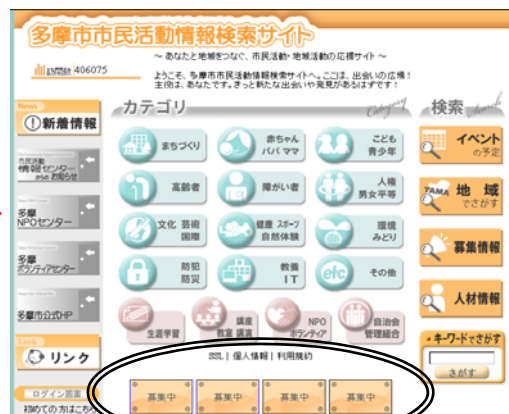 多摩市市民活動情報検索サイト
～ あなたと地域をつなぐ、市民活動・地域活動の応援サイト ～
訪問者数 406075
ようこそ、多摩市市民活動情報検索サイトへ。ここは、出会いの広場！
主役は、あなたです。きっと新たな出会いや発見があるはずです！
News
新着情報
市民活動
情報センター
からの お知らせ
多摩
NPOセンター
多摩
ボランティアセンター
多摩市公式HP
Link
リンク
ログイン画面
初めての方はこちら
カテゴリ
Category
まちづくり
赤ちゃん
パパ ママ
こども
青少年
高齢者
障がい者
人権
男女平等
文化 芸術
国際
健康 スポーツ
自然体験
環境
みどり
防犯
防災
教養
IT
etc
その他
生涯学習
講座
教室 講演
NPO
ボランティア
自治会
管理組合
SSL | 個人情報 | 利用規約
募集中
募集中
募集中
募集中
検索
Search
イベント
の予定
TAMA
地 域
でさがす
募集情報
人材情報
キーワードでさがす
さがす